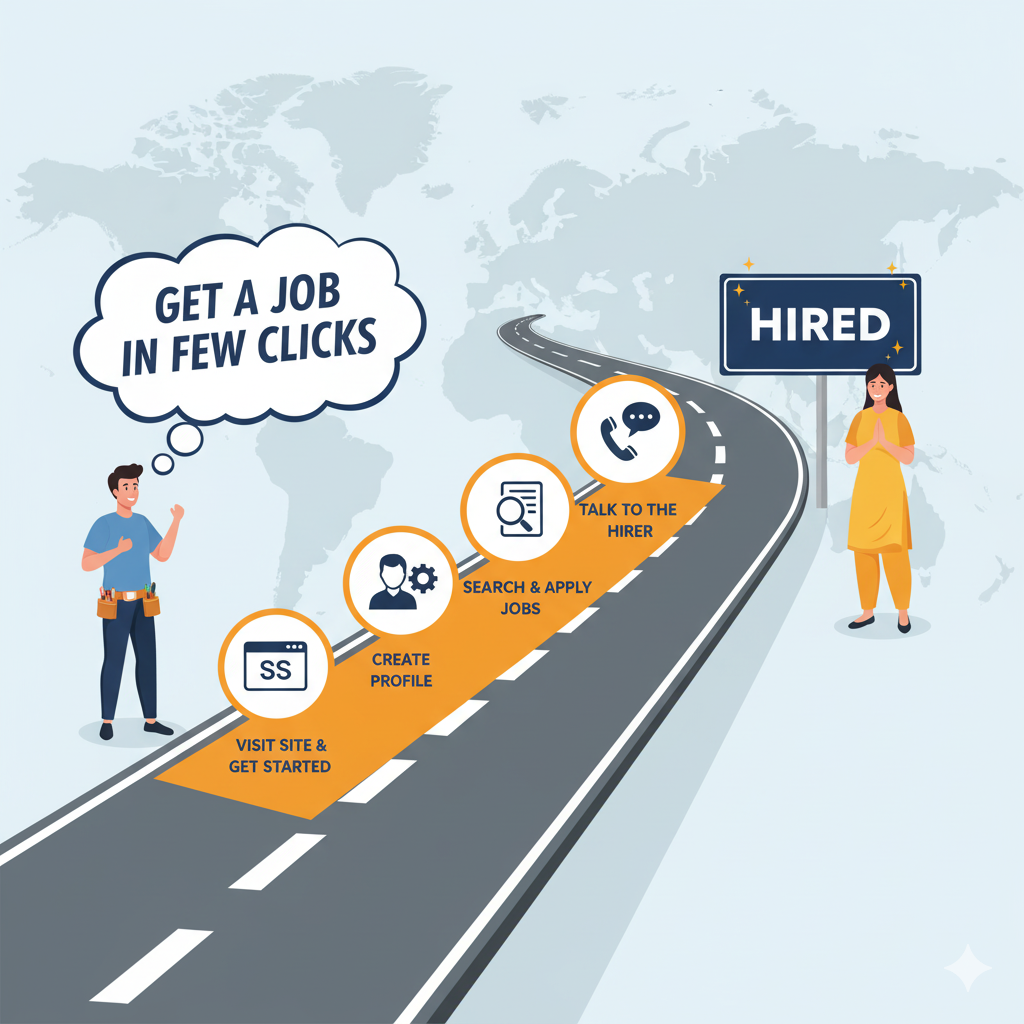 GET A JOB
IN FEW CLICKS
HIRED
TALK TO THE
HIRER
SEARCH & APPLY
JOBS
CREATE
PROFILE
SS
VISIT SITE &
GET STARTED